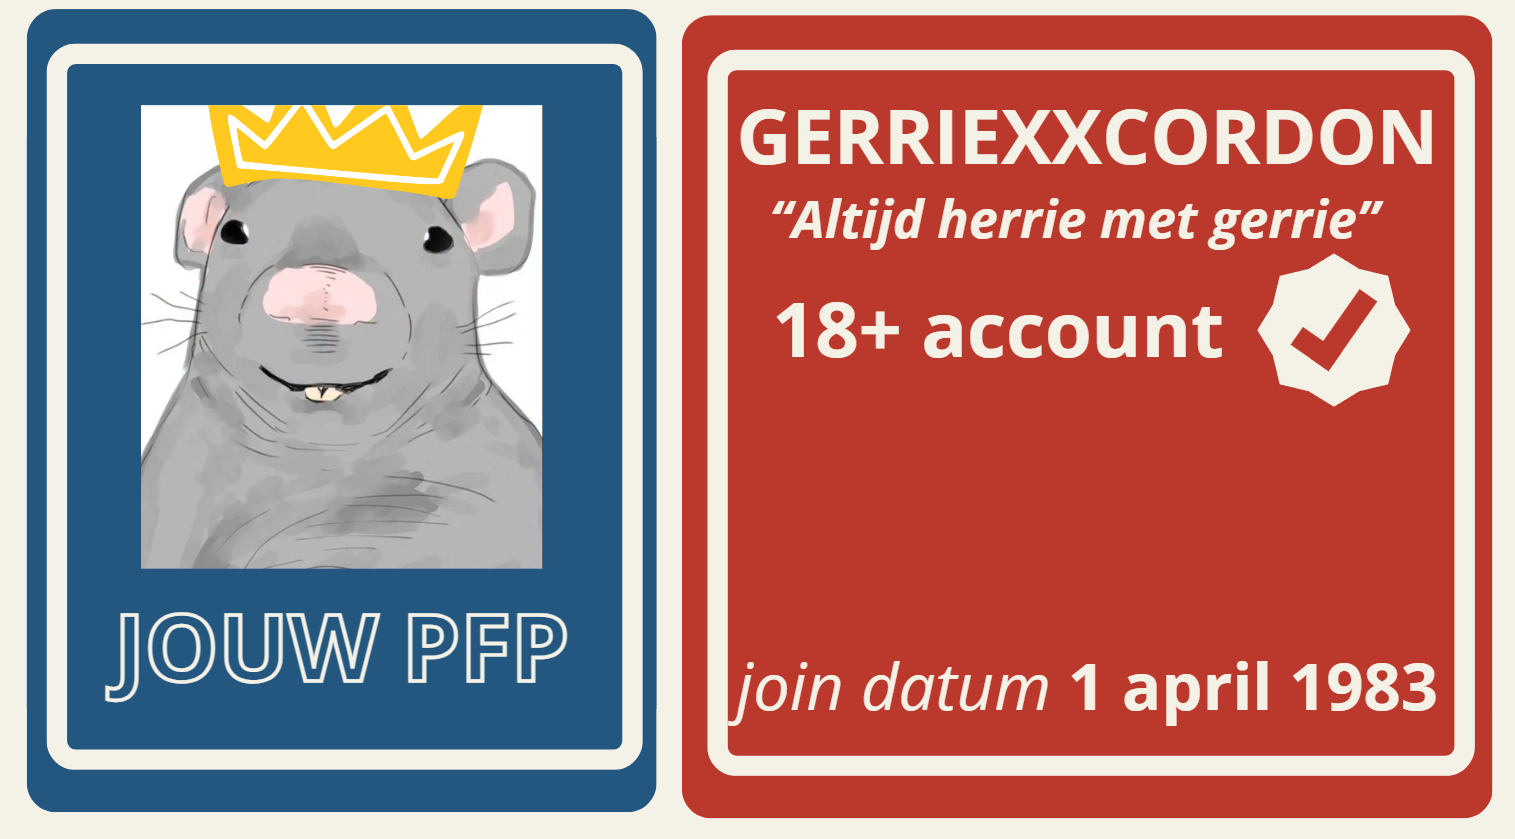 JOUW PFP
GERRIEXXCORDON
“Altijd herrie met gerrie”
18+ account
join datum 1 april 1983